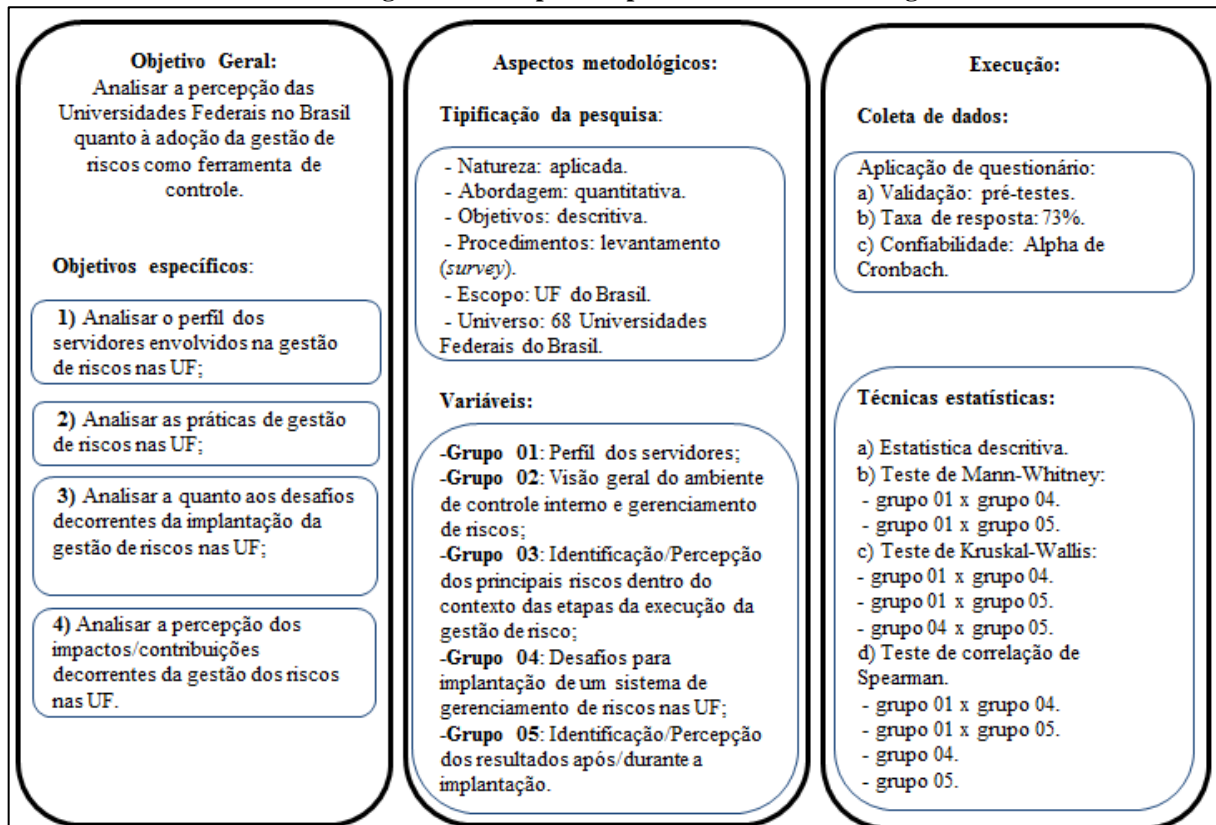 Objetivo Geral:
Analisar a percepção das
Universidades Federais no Brasil
quanto à adoção da gestão de
riscos como ferramenta de
controle.
Objetivos específicos:
1) Analisar o perfil dos
servidores envolvidos na gestão
de riscos nas UF;
2) Analisar as práticas de gestão
de riscos nas UF;
3) Analisar a quanto aos desafios
decorrentes da implantação da
gestão de riscos nas UF;
4) Analisar a percepção dos
impactos/contribuições
decorrentes da gestão dos riscos
nas UF.
Aspectos metodológicos:
Tipificação da pesquisa:
- Natureza: aplicada.
- Abordagem: quantitativa.
- Objetivos: descritiva.
- Procedimentos: levantamento
(survey).
- Escopo: UF do Brasil.
- Universo: 68 Universidades
Federais do Brasil.
Variáveis:
-Grupo 01: Perfil dos servidores;
-Grupo 02: Visão geral do ambiente
de controle interno e gerenciamento
de riscos;
-Grupo 03: Identificação/Percepção
dos principais riscos dentro do
contexto das etapas da execução da
gestão de risco;
-Grupo 04: Desafios para
implantação de um sistema de
gerenciamento de riscos nas UF;
-Grupo 05: Identificação/Percepção
dos resultados após/durante a
implantação.
Execução:
Coleta de dados:
Aplicação de questionário:
a) Validação: pré-testes.
b) Taxa de resposta: 73%.
c) Confiabilidade: Alpha de
Cronbach.
Técnicas estatísticas:
a) Estatística descritiva.
b) Teste de Mann-Whitney:
- grupo 01 x grupo 04.
- grupo 01 x grupo 05.
c) Teste de Kruskal-Wallis:
- grupo 01 x grupo 04.
- grupo 01 x grupo 05.
- grupo 04 x grupo 05.
d) Teste de correlação de
Spearman.
- grupo 01 x grupo 04.
- grupo 01 x grupo 05.
- grupo 04.
- grupo 05.